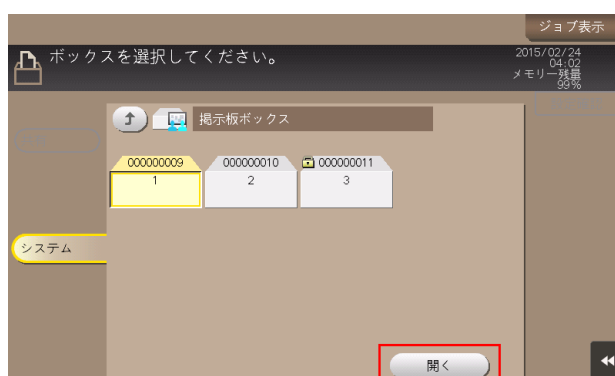 ジョブ表示
ボックスを選択してください。
2015/02/24
04:02
メモリー残量
99%
掲示板ボックス
000000009
000000010
000000011
1
2
3
システム
開く